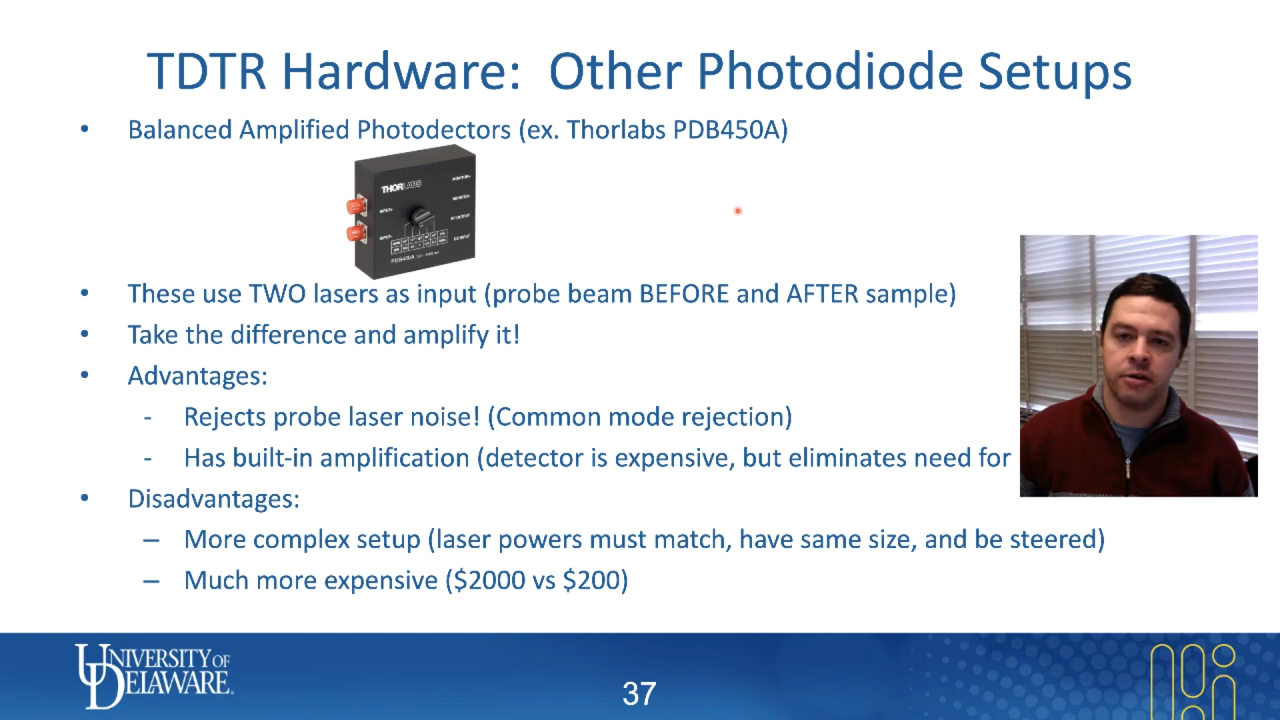 TDTR Hardware: Other Photodiode Setups
• Balanced Amplified Photodectors (ex. Thorlabs PDB450A)
THORLABS
PDB450A
• These use TWO lasers as input (probe beam BEFORE and AFTER sample)
• Take the difference and amplify it!
• Advantages:
- Rejects probe laser noise! (Common mode rejection)
- Has built-in amplification (detector is expensive, but eliminates need for
• Disadvantages:
– More complex setup (laser powers must match, have same size, and be steered)
– Much more expensive ($2000 vs $200)
UNIVERSITY OF
DELAWARE.
37